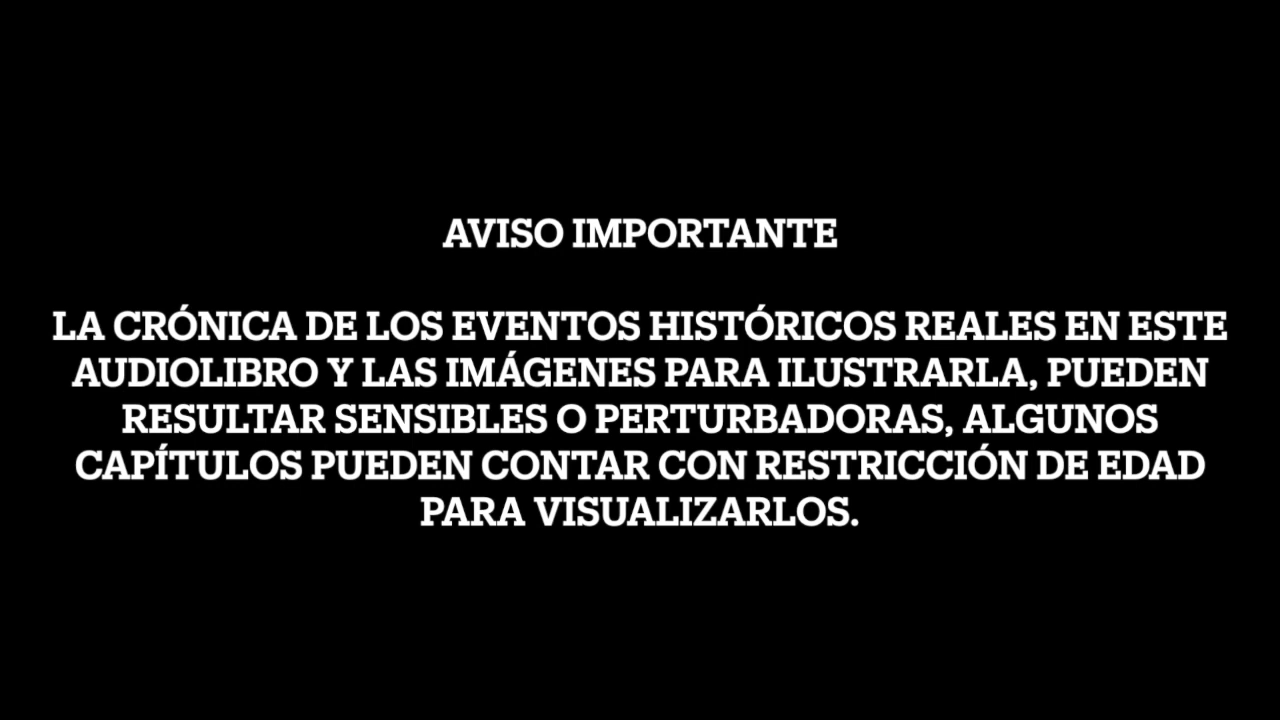 AVISO IMPORTANTE
LA CRÓNICA DE LOS EVENTOS HISTÓRICOS REALES EN ESTE
AUDIOLIBRO Y LAS IMÁGENES PARA ILUSTRARLA, PUEDEN
RESULTAR SENSIBLES O PERTURBADORAS, ALGUNOS
CAPÍTULOS PUEDEN CONTAR CON RESTRICCIÓN DE EDAD
PARA VISUALIZARLOS.